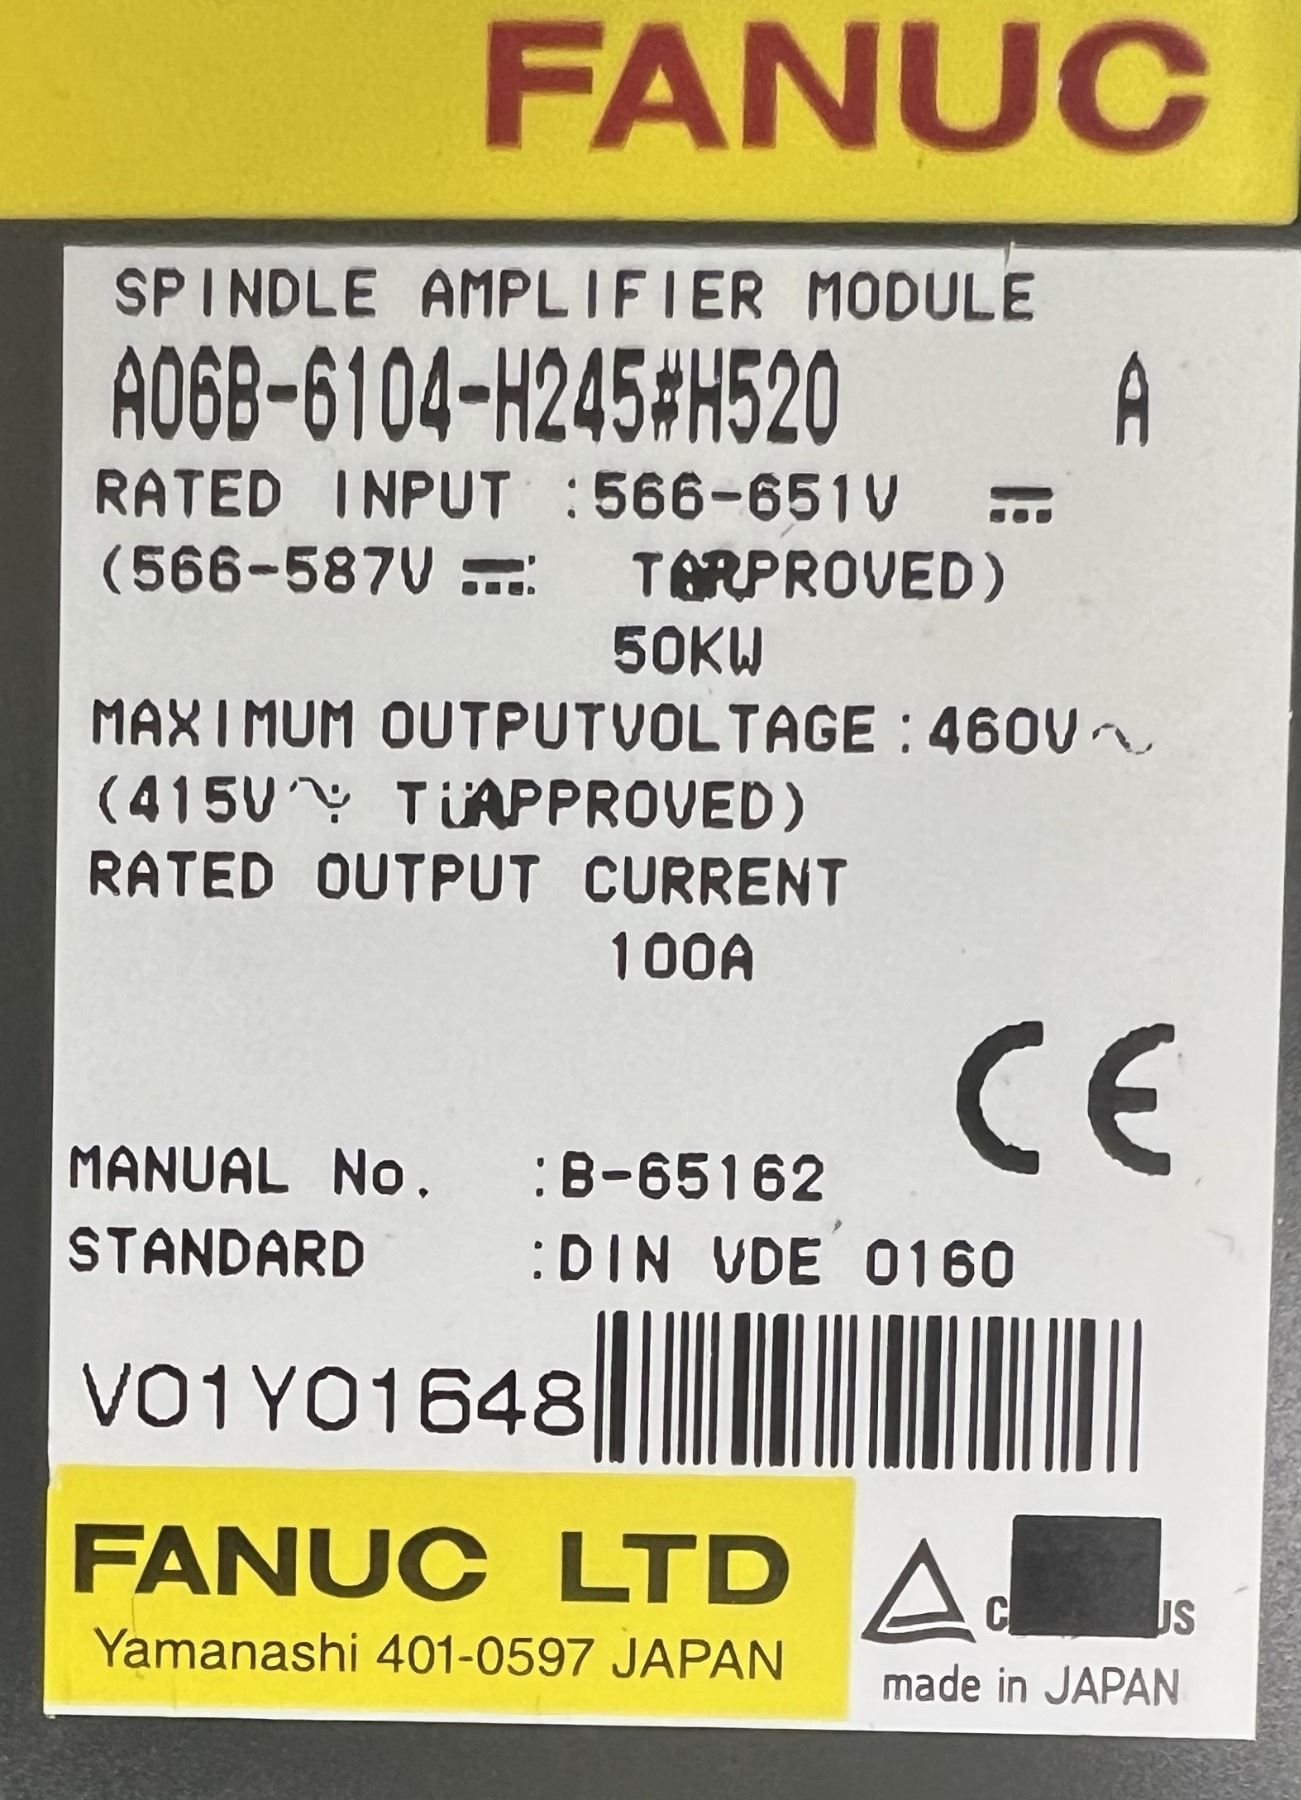 FANUC
SPINDLE AMPLIFIER MODULE
A06B-6104-H245#H520 A
RATED INPUT :566-651V ⎓
(566-587V ⎓
50KW
MAXIMUM OUTPUTVOLTAGE:460V～
(415V～
RATED OUTPUT CURRENT
100A
CE
MANUAL No. :B-65162
STANDARD :DIN VDE 0160
V01Y01648
FANUC LTD
Yamanashi 401-0597 JAPAN
made in JAPAN